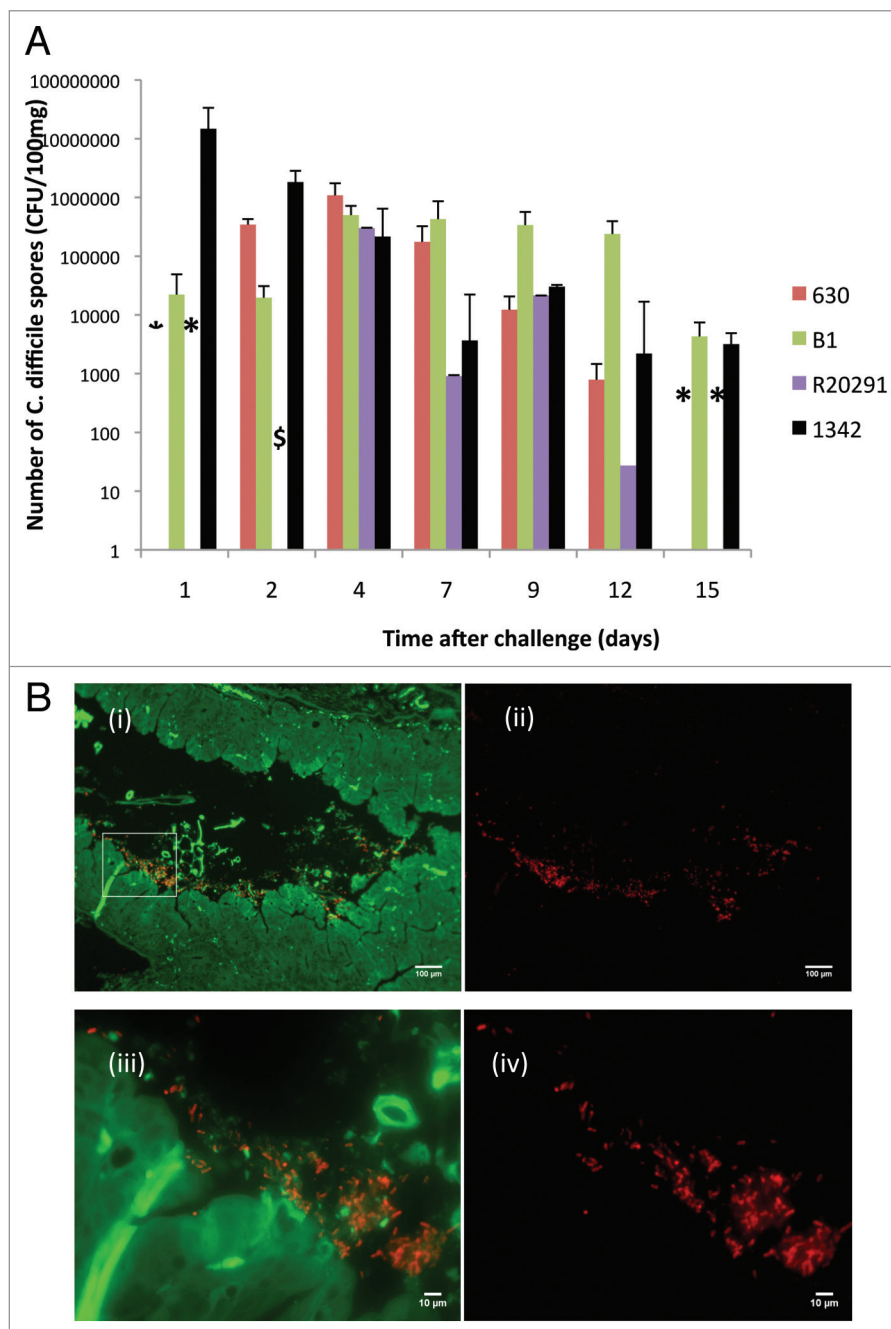 A
Number of C. difficile spores (CFU/100mg)
100000000
10000000
1000000
100000
10000
1000
100
10
1
* *
$
* *
1 2 4 7 9 12 15
Time after challenge (days)
630
B1
R20291
1342
B
(i)
100 µm
(ii)
100 µm
(iii)
10 µm
(iv)
10 µm